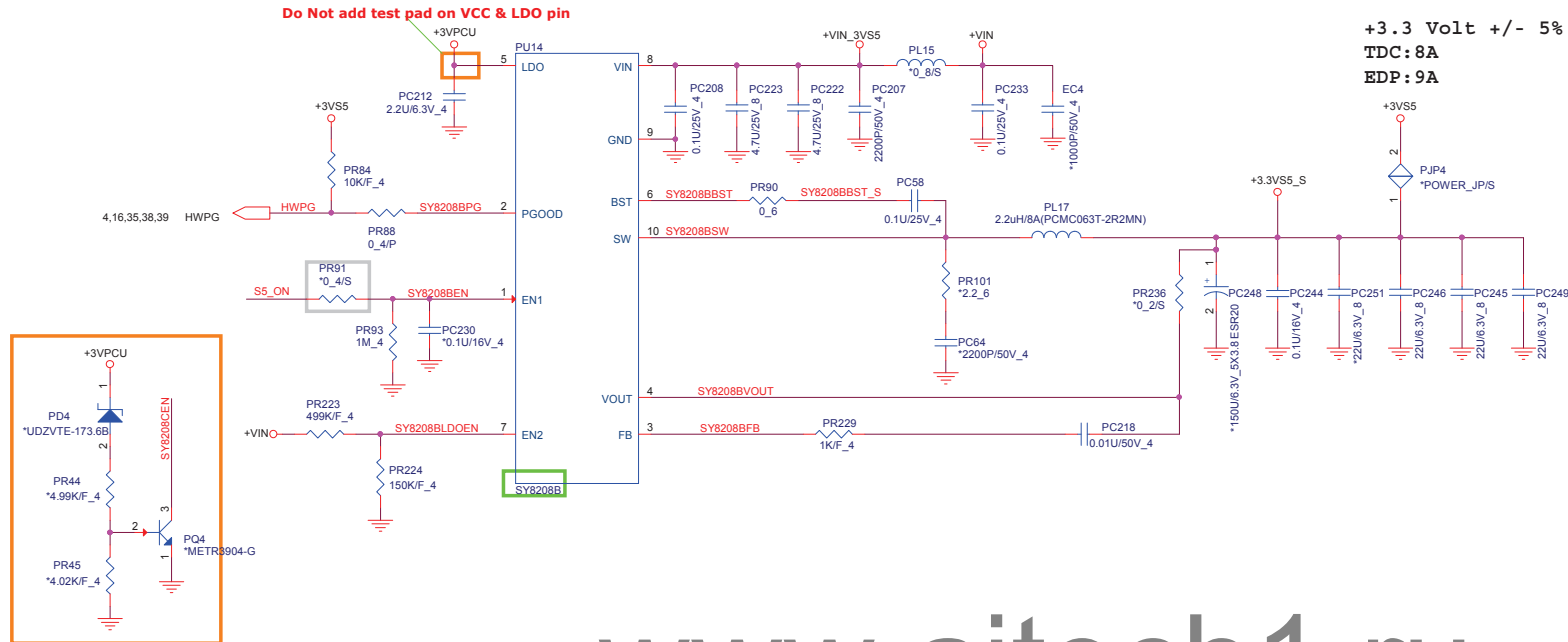 Do Not add test pad on VCC & LDO pin
+3.3 Volt +/- 5%
TDC:8A
EDP:9A
+3VPCU
PU14
5
LDO
PC212
2.2U/6.3V_4
+3VS5
PR84
10K/F_4
4,16,35,38,39
HWPG
HWPG
SY8208BPG
2
PGOOD
PR88
0_4/P
PR91
*0_4/S
S5_ON
SY8208BEN
1
EN1
PR93
1M_4
PC230
*0.1U/16V_4
PR223
499K/F_4
+VIN
SY8208BLDOEN
7
EN2
PR224
150K/F_4
SY8208B
+3VPCU
1
PD4
*UDZVTE-173.6B
2
SY8208CEN
PR44
*4.99K/F_4
3
2
PQ4
*METR3904-G
1
PR45
*4.02K/F_4
VIN
8
+VIN_3VS5
PL15
*0_8/S
+VIN
PC208
0.1U/25V_4
PC223
4.7U/25V_8
PC222
4.7U/25V_8
PC207
2200P/50V_4
PC233
0.1U/25V_4
EC4
*1000P/50V_4
GND
9
BST
6
SY8208BBST
PR90
0_6
SY8208BBST_S
PC58
0.1U/25V_4
SW
10
SY8208BSW
PL17
2.2uH/8A(PCMC063T-2R2MN)
PR101
*2.2_6
PC64
*2200P/50V_4
VOUT
4
SY8208BVOUT
FB
3
SY8208BFB
PR229
1K/F_4
PC218
0.01U/50V_4
PR236
*0_2/S
1
2
PC248
*150U/6.3V_5X3.8 ESR20
+3.3VS5_S
PC244
0.1U/16V_4
PC251
*22U/6.3V_8
+3VS5
2
PJP4
*POWER_JP/S
1
PC246
22U/6.3V_8
PC245
22U/6.3V_8
PC249
22U/6.3V_8